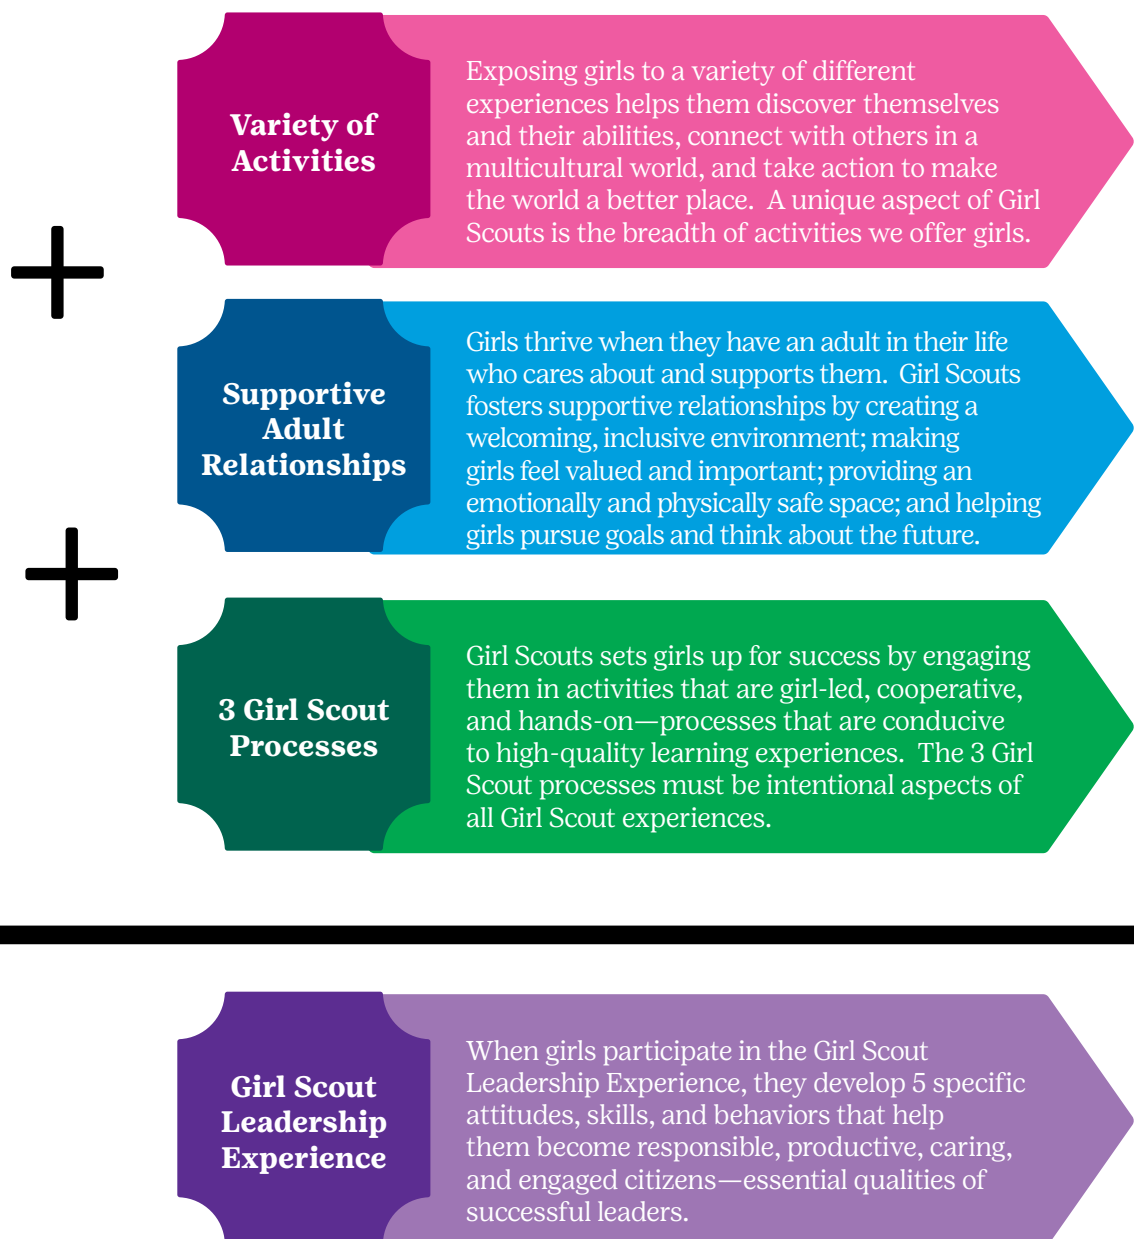 Variety of
Activities
Exposing girls to a variety of different
experiences helps them discover themselves
and their abilities, connect with others in a
multicultural world, and take action to make
the world a better place.  A unique aspect of Girl
Scouts is the breadth of activities we offer girls.
+
Supportive
Adult
Relationships
Girls thrive when they have an adult in their life
who cares about and supports them.  Girl Scouts
fosters supportive relationships by creating a
welcoming, inclusive environment; making
girls feel valued and important; providing an
emotionally and physically safe space; and helping
girls pursue goals and think about the future.
+
3 Girl Scout
Processes
Girl Scouts sets girls up for success by engaging
them in activities that are girl-led, cooperative,
and hands-on—processes that are conducive
to high-quality learning experiences.  The 3 Girl
Scout processes must be intentional aspects of
all Girl Scout experiences.
Girl Scout
Leadership
Experience
When girls participate in the Girl Scout
Leadership Experience, they develop 5 specific
attitudes, skills, and behaviors that help
them become responsible, productive, caring,
and engaged citizens—essential qualities of
successful leaders.